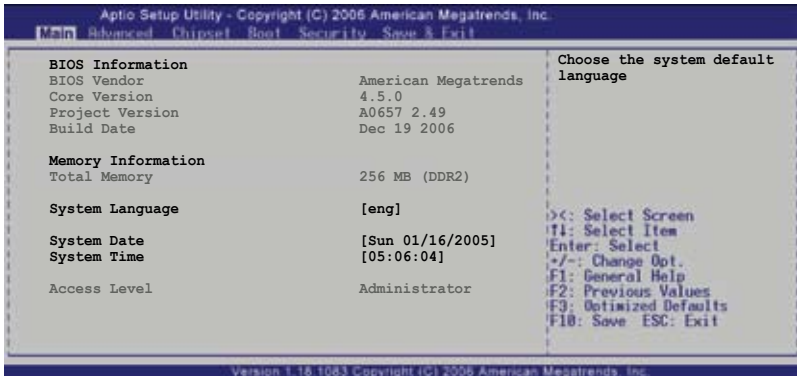 Aptio Setup Utility - Copyright (C) 2006 American Megatrends, Inc.
Main Advanced Chipset Boot Security Save & Exit
BIOS Information
BIOS Vendor American Megatrends
Core Version 4.5.0
Project Version A0657 2.49
Build Date Dec 19 2006
Memory Information
Total Memory 256 MB (DDR2)
System Language [eng]
System Date [Sun 01/16/2005]
System Time [05:06:04]
Access Level Administrator
Choose the system default
language
><: Select Screen
↑↓: Select Item
Enter: Select
+/-: Change Opt.
F1: General Help
F2: Previous Values
F3: Optimized Defaults
F10: Save ESC: Exit
Version 1.18.1083 Copyright (C) 2006 American Megatrends, Inc.